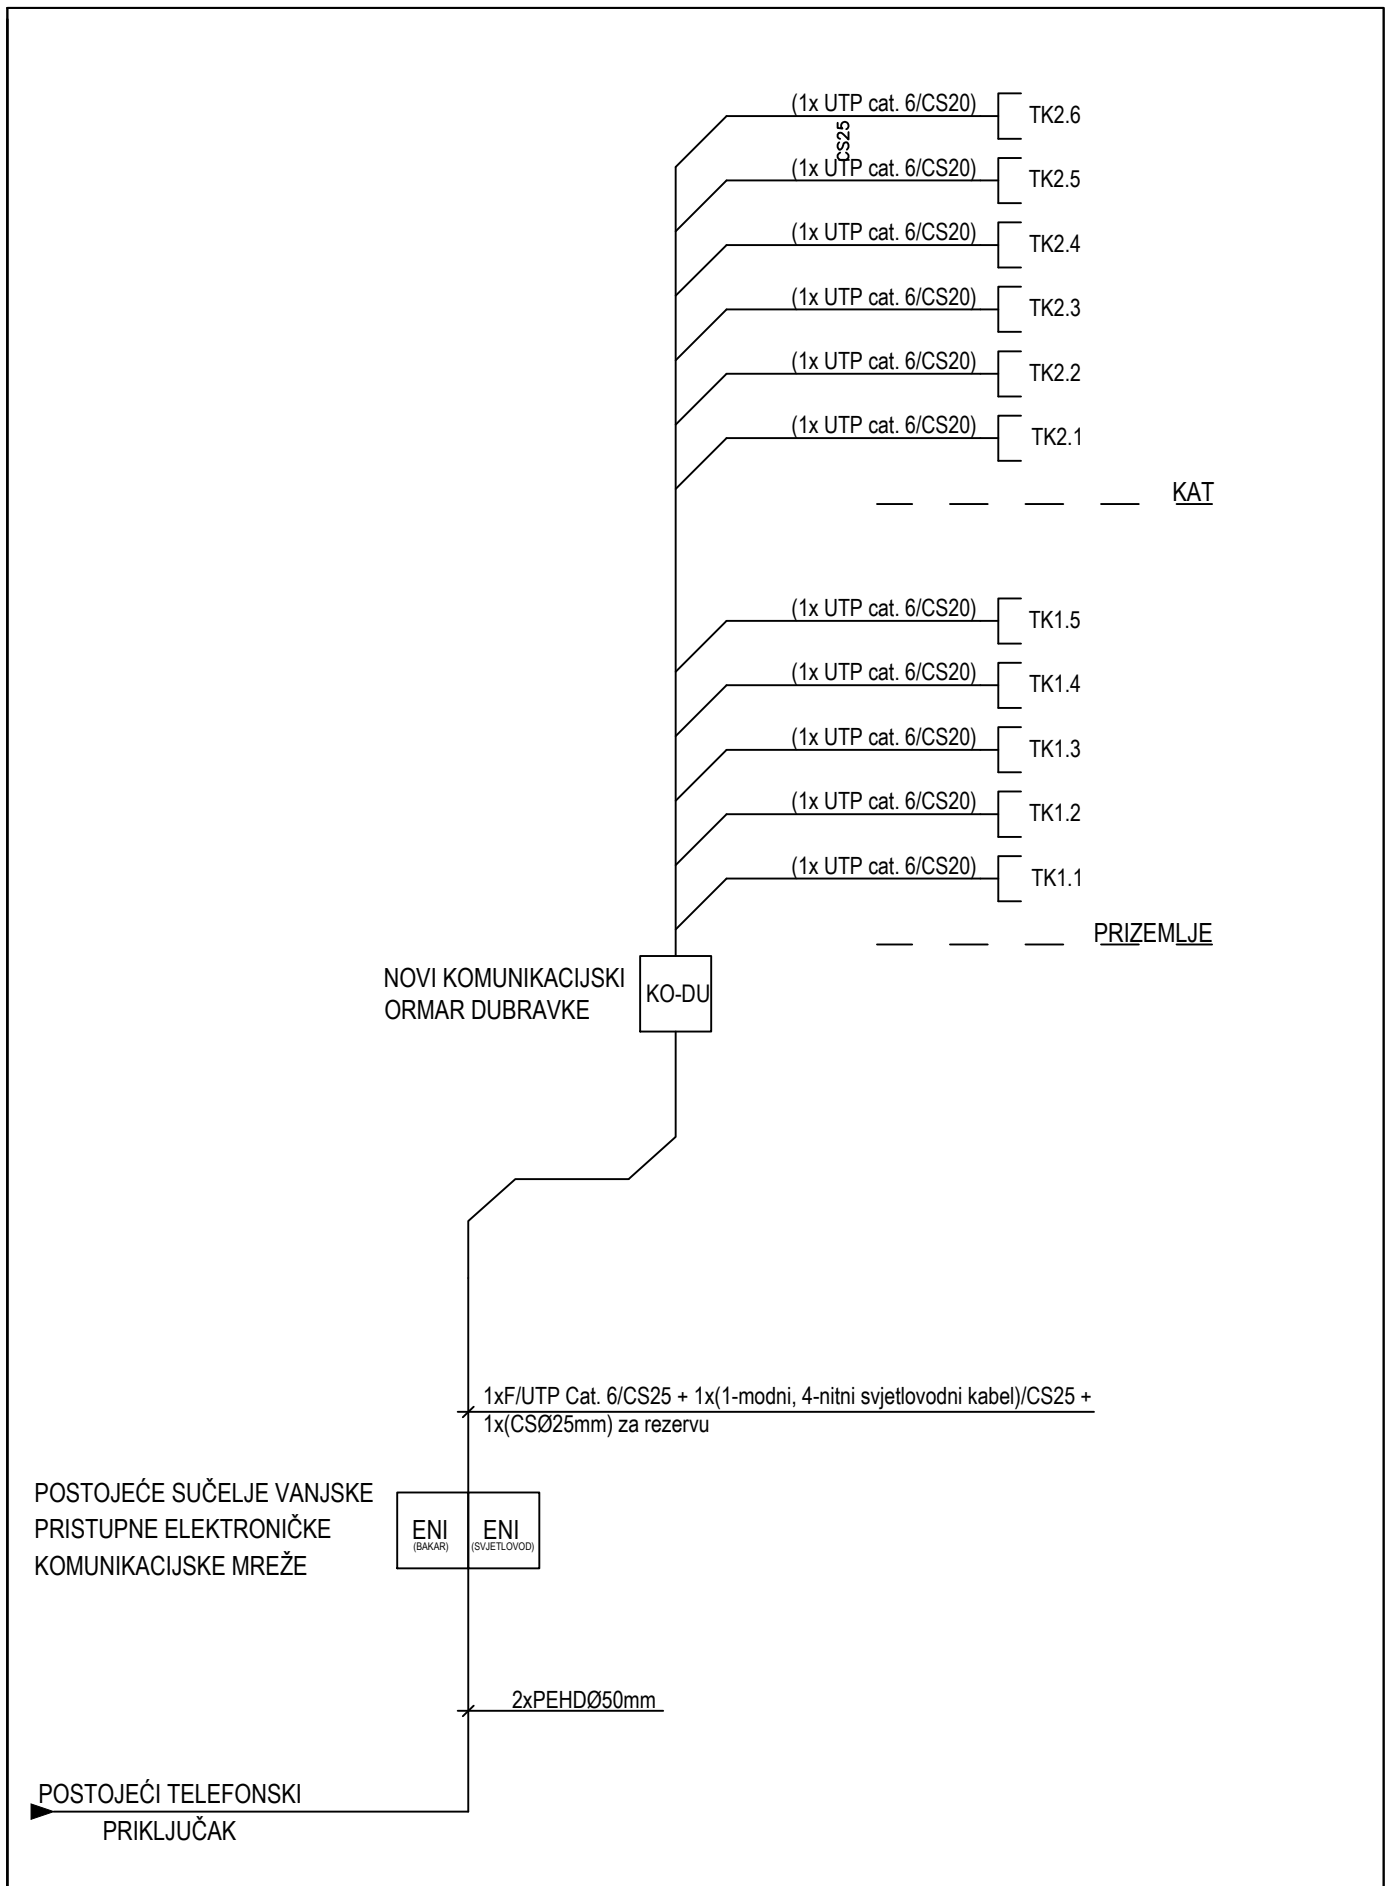 (1x UTP cat. 6/CS20)
TK2.6
CS25
(1x UTP cat. 6/CS20)
TK2.5
(1x UTP cat. 6/CS20)
TK2.4
(1x UTP cat. 6/CS20)
TK2.3
(1x UTP cat. 6/CS20)
TK2.2
(1x UTP cat. 6/CS20)
TK2.1
KAT
(1x UTP cat. 6/CS20)
TK1.5
(1x UTP cat. 6/CS20)
TK1.4
(1x UTP cat. 6/CS20)
TK1.3
(1x UTP cat. 6/CS20)
TK1.2
(1x UTP cat. 6/CS20)
TK1.1
PRIZEMLJE
NOVI KOMUNIKACIJSKI
ORMAR DUBRAVKE
KO-DU
1xF/UTP Cat. 6/CS25 + 1x(1-modni, 4-nitni svjetlovodni kabel)/CS25 +
1x(CSØ25mm) za rezervu
POSTOJEĆE SUČELJE VANJSKE
PRISTUPNE ELEKTRONIČKE
KOMUNIKACIJSKE MREŽE
ENI
(BAKAR)
ENI
(SVJETLOVOD)
2xPEHDØ50mm
POSTOJEĆI TELEFONSKI
PRIKLJUČAK